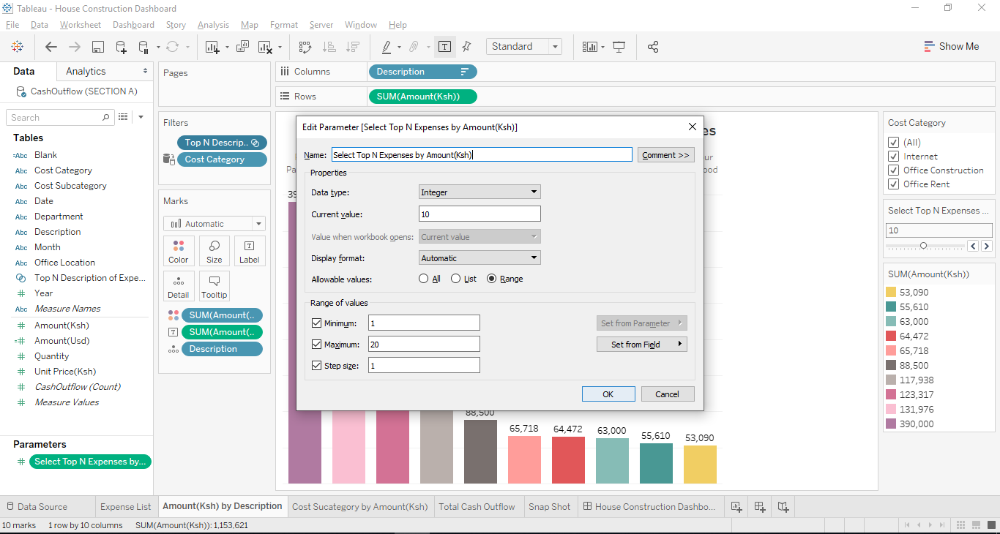 Tableau - House Construction Dashboard
File Data Worksheet Dashboard Story Analysis Map Format Server Window Help
Standard
Show Me
Data Analytics
CashOutflow (SECTION A)
Search
Tables
=Abc Blank
Abc Cost Category
Abc Cost Subcategory
Abc Date
Abc Department
Abc Description
Abc Month
Abc Office Location
Top N Description of Expe...
# Year
Abc Measure Names
# Amount(Ksh)
=# Amount(Usd)
# Quantity
# Unit Price(Ksh)
# CashOutflow (Count)
# Measure Values
Parameters
# Select Top N Expenses by...
Pages
Filters
Top N Descrip..
Cost Category
Marks
Automatic
Color Size Label
Detail Tooltip
SUM(Amount(..
SUM(Amount(..
Description
Columns Description
Rows SUM(Amount(Ksh))
Edit Parameter [Select Top N Expenses by Amount(Ksh)]
Name: Select Top N Expenses by Amount(Ksh) Comment >>
Properties
Data type: Integer
Current value: 10
Value when workbook opens: Current value
Display format: Automatic
Allowable values: All List Range
Range of values
Minimum: 1 Set from Parameter
Maximum: 20 Set from Field
Step size: 1
OK Cancel
88,500
65,718 64,472 63,000 55,610 53,090
Cost Category
(All)
Internet
Office Construction
Office Rent
Select Top N Expenses ...
10
SUM(Amount(Ksh))
53,090
55,610
63,000
64,472
65,718
88,500
117,938
123,317
131,976
390,000
Data Source Expense List Amount(Ksh) by Description Cost Sucategory by Amount(Ksh) Total Cash Outflow Snap Shot House Construction Dashbo...
10 marks 1 row by 10 columns SUM(Amount(Ksh)): 1,153,621